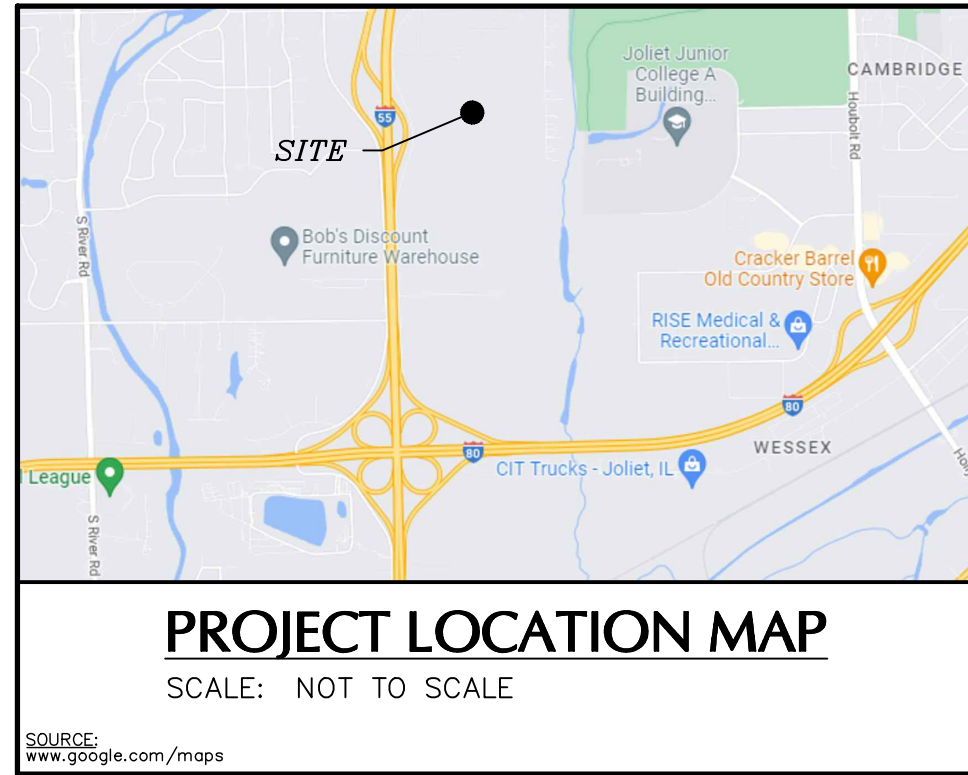 Joliet Junior
College A
Building...
CAMBRIDGE
55
Houbolt Rd
SITE
S River Rd
Bob's Discount
Furniture Warehouse
Cracker Barrel
Old Country Store
RISE Medical &
Recreational...
80
WESSEX
80
CIT Trucks - Joliet, IL
League
S River Rd
PROJECT LOCATION MAP
SCALE: NOT TO SCALE
SOURCE:
www.google.com/maps